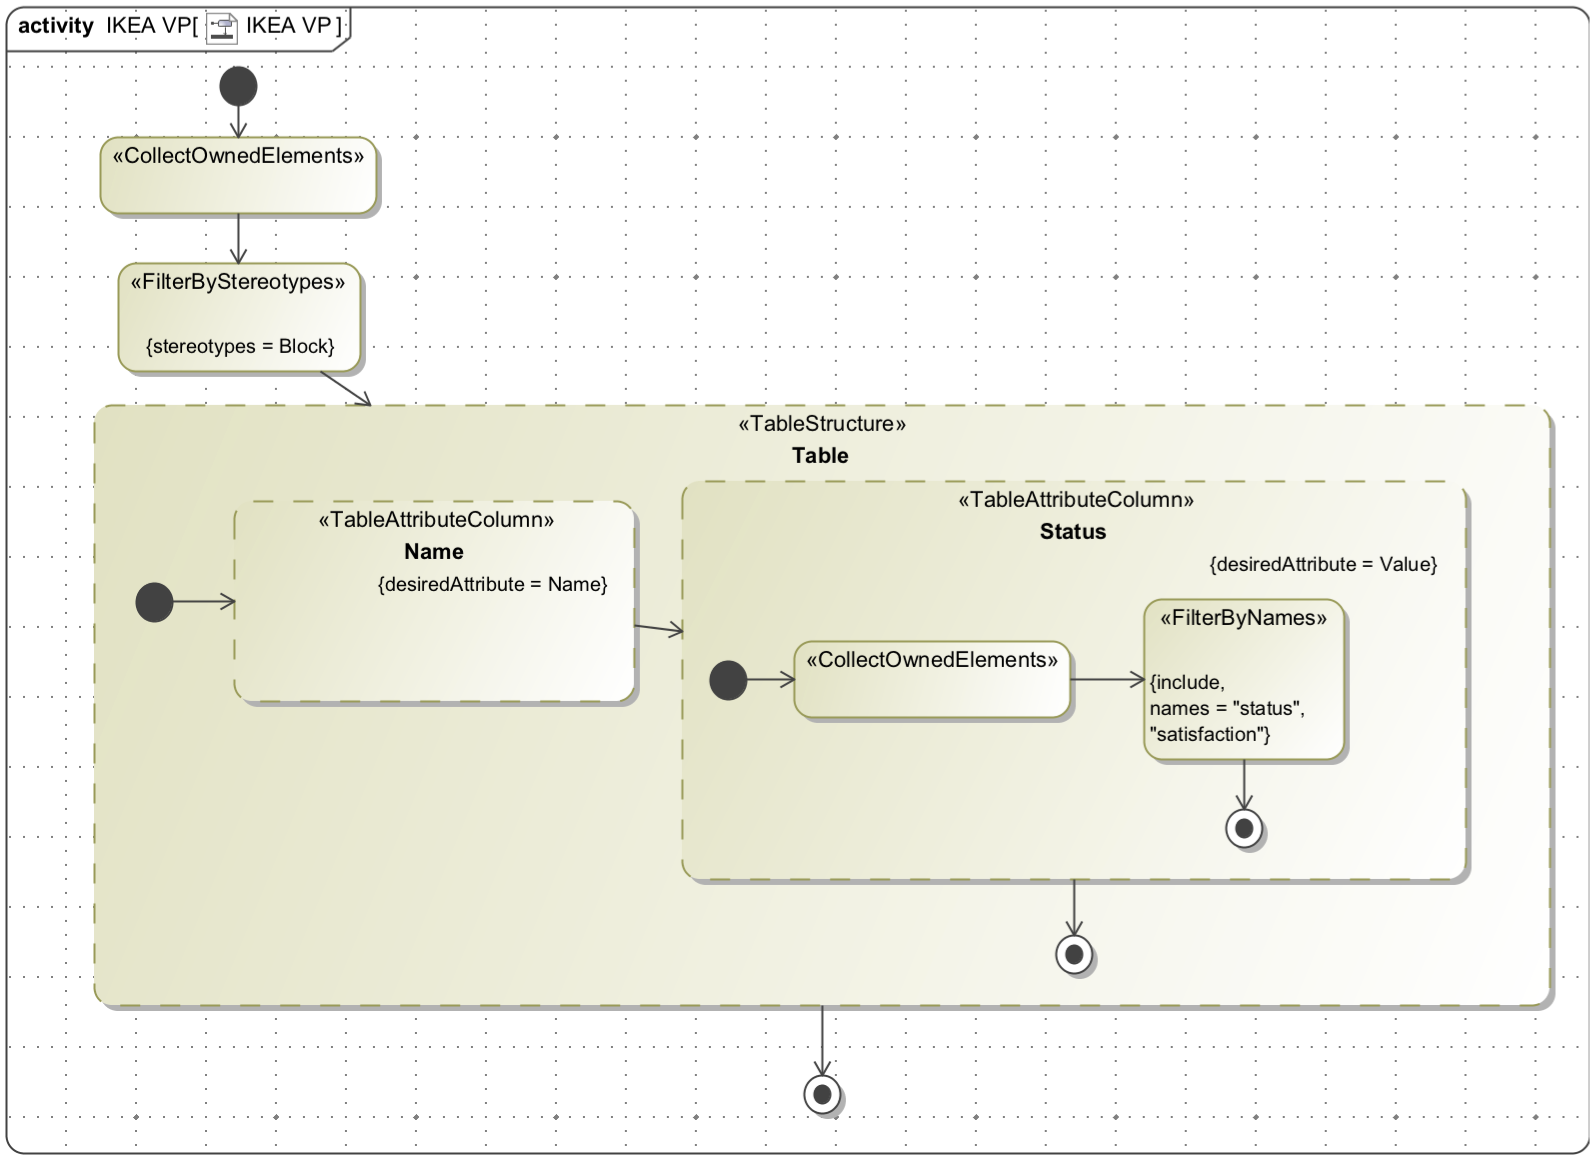 activity IKEA VP[ IKEA VP ]
«CollectOwnedElements»
«FilterByStereotypes»
{stereotypes = Block}
«TableStructure»
Table
«TableAttributeColumn»
Name
{desiredAttribute = Name}
«TableAttributeColumn»
Status
{desiredAttribute = Value}
«CollectOwnedElements»
«FilterByNames»
{include,
names = "status",
"satisfaction"}